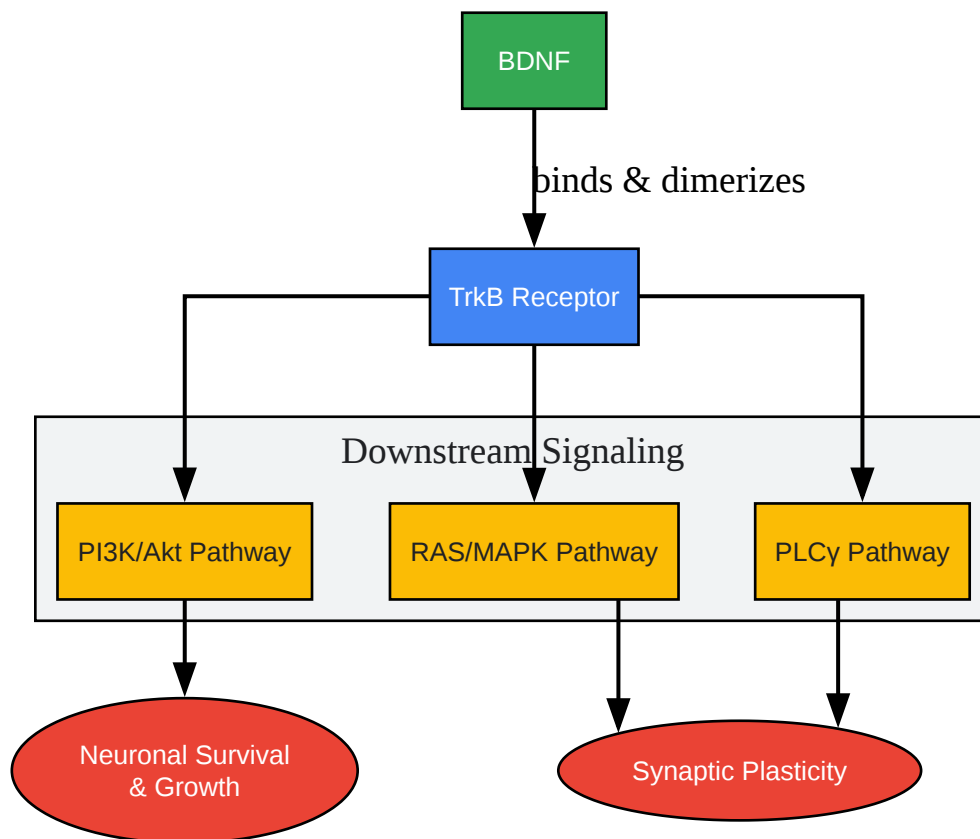 BDNF
binds & dimerizes
TrkB Receptor
Downstream Signaling
PI3K/Akt Pathway
RAS/MAPK Pathway
PLCγ Pathway
Neuronal Survival
& Growth
Synaptic Plasticity